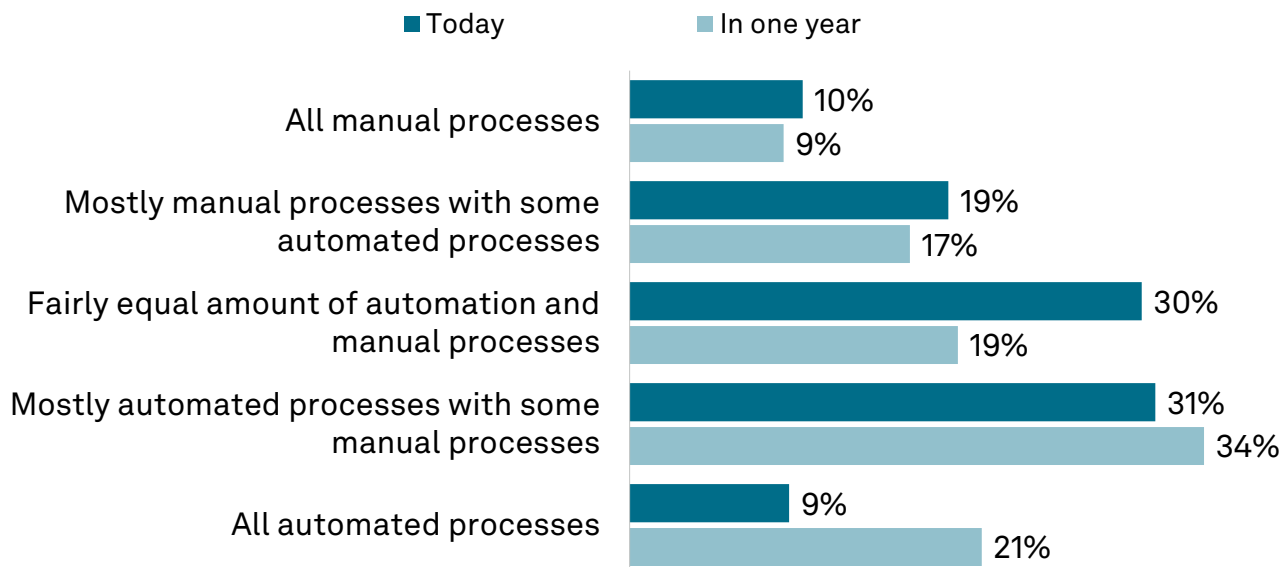 Today In one year
All manual processes
10%
9%
Mostly manual processes with some
automated processes
19%
17%
Fairly equal amount of automation and
manual processes
30%
19%
Mostly automated processes with some
manual processes
31%
34%
All automated processes
9%
21%